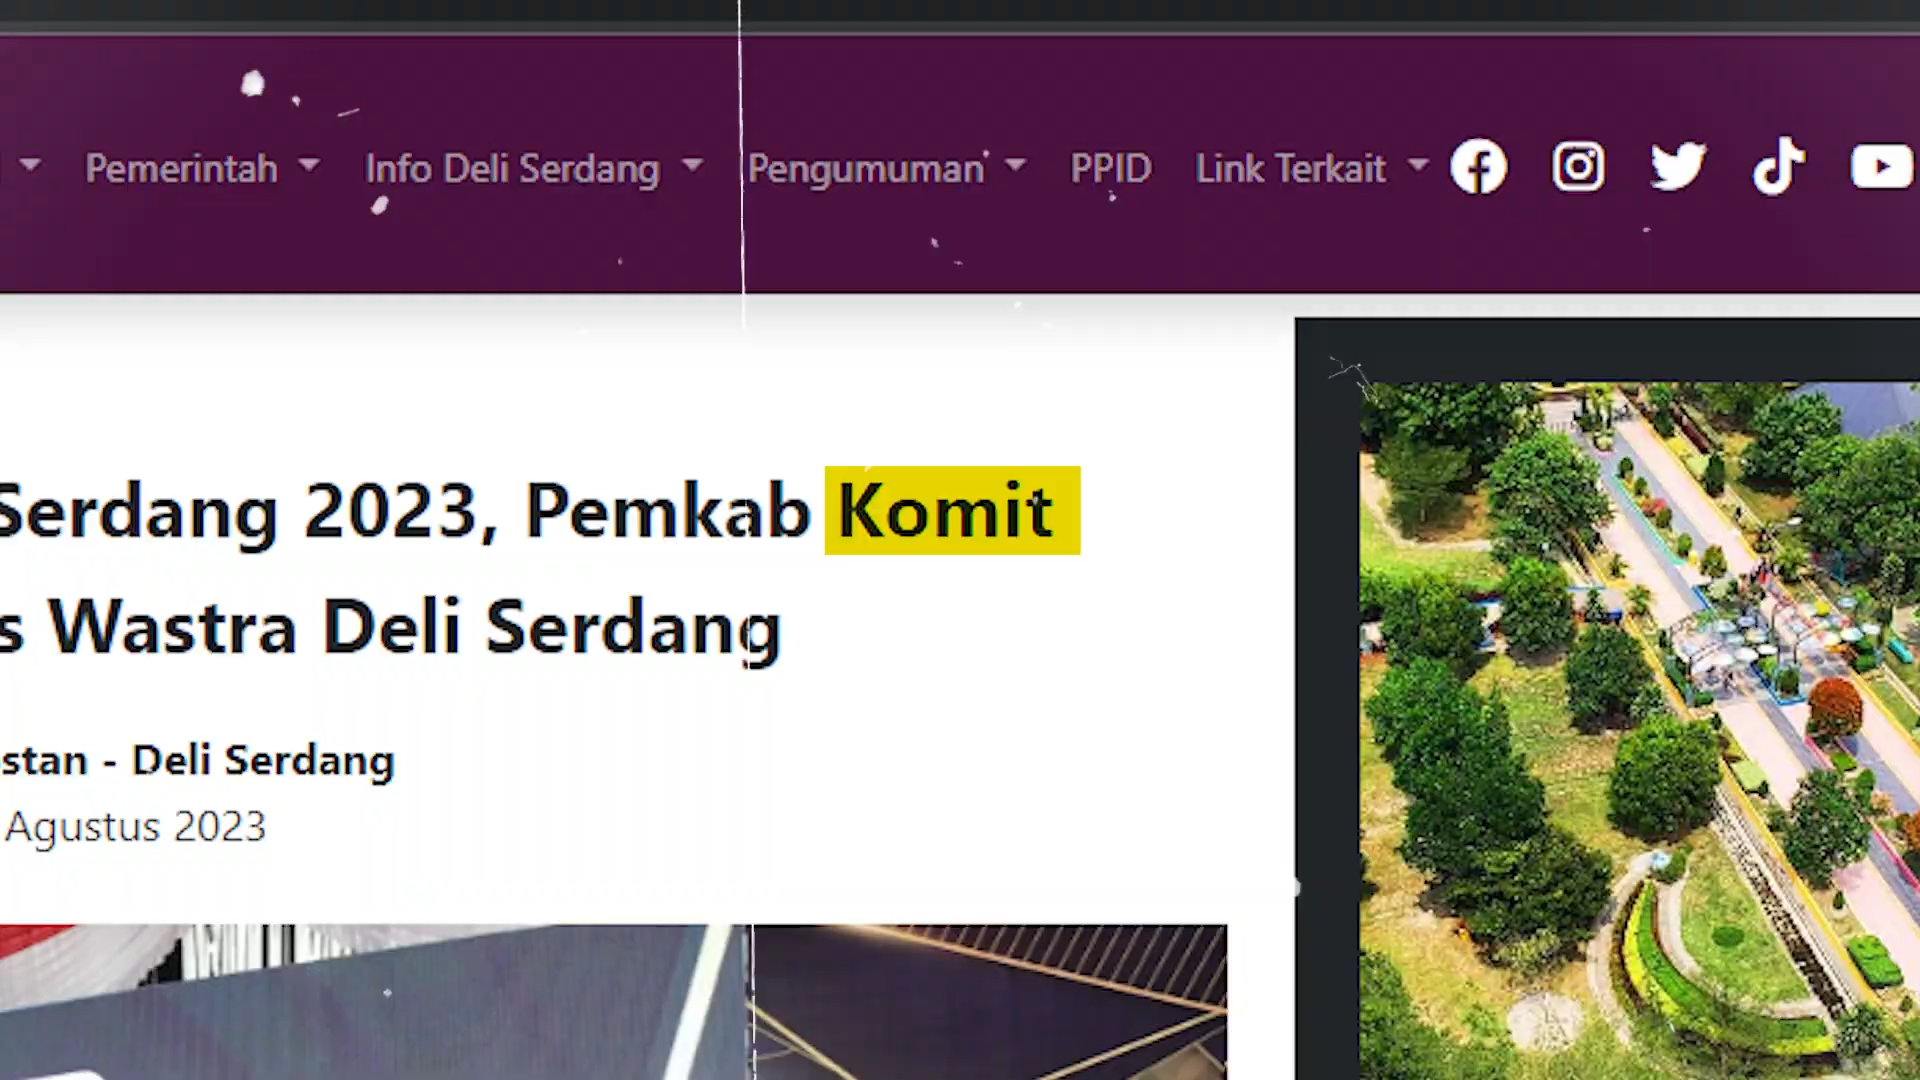 Pemerintah
Info Deli Serdang
Pengumuman
PPID
Link Terkait
Serdang 2023, Pemkab Komit
s Wastra Deli Serdang
stan - Deli Serdang
Agustus 2023